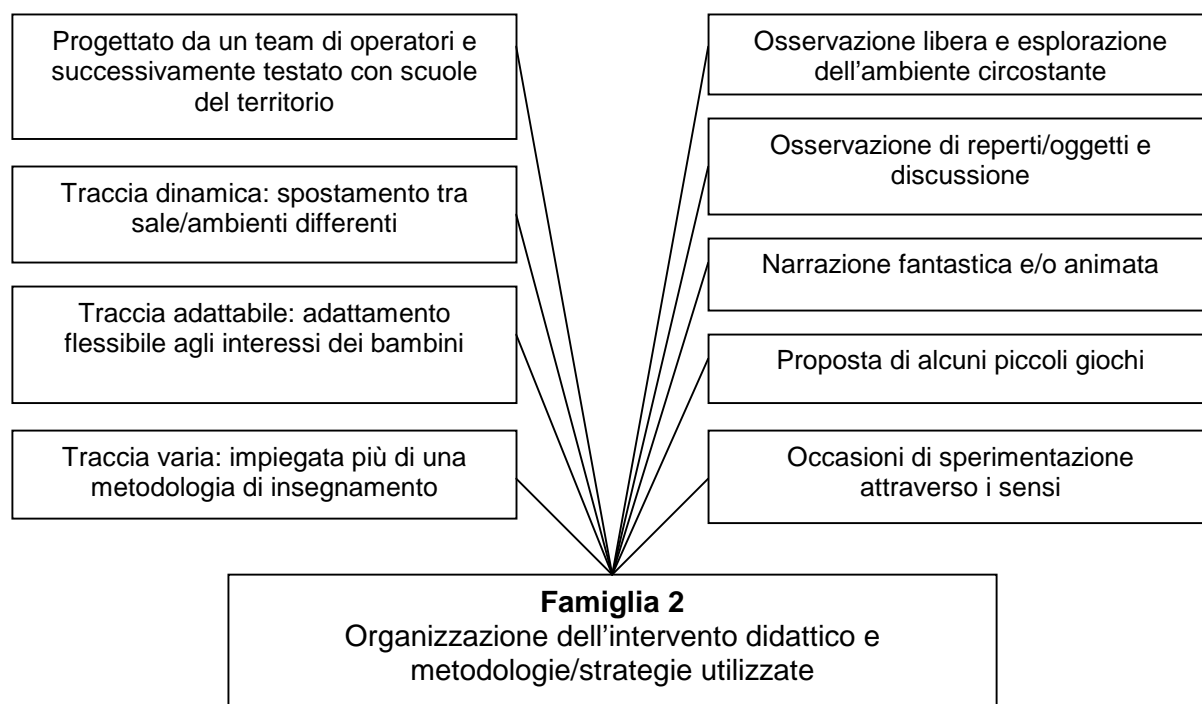 Progettato da un team di operatori e
successivamente testato con scuole
del territorio
Traccia dinamica: spostamento tra
sale/ambienti differenti
Traccia adattabile: adattamento
flessibile agli interessi dei bambini
Traccia varia: impiegata più di una
metodologia di insegnamento
Osservazione libera e esplorazione
dell’ambiente circostante
Osservazione di reperti/oggetti e
discussione
Narrazione fantastica e/o animata
Proposta di alcuni piccoli giochi
Occasioni di sperimentazione
attraverso i sensi
Famiglia 2
Organizzazione dell’intervento didattico e
metodologie/strategie utilizzate